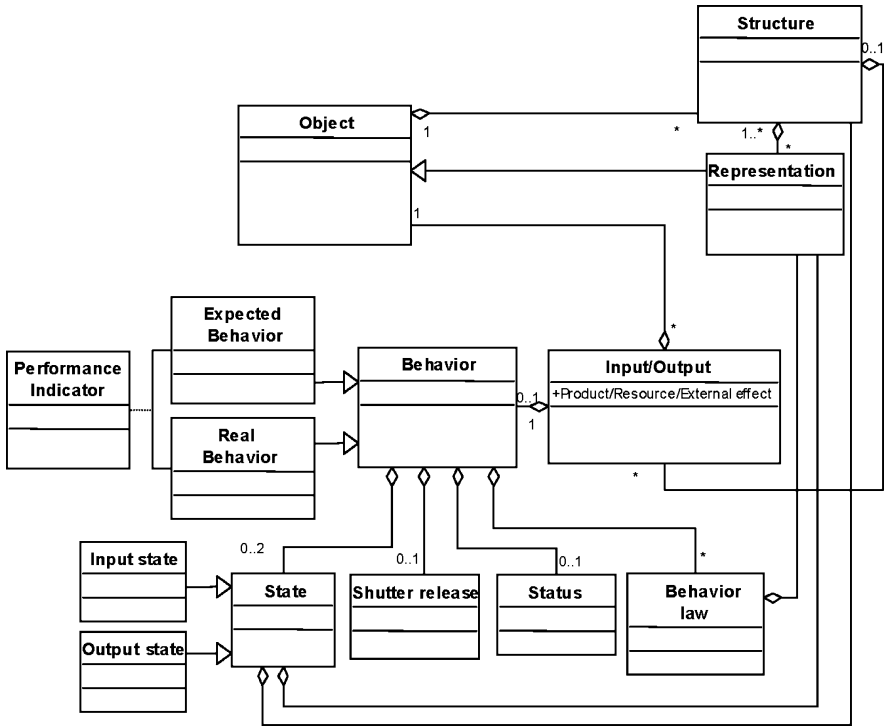 Structure
0..1
Object
1
*
1..*
*
Representation
1
Expected
Behavior
*
Performance
Indicator
Behavior
Input/Output
+Product/Resource/External effect
0..1
1
Real
Behavior
*
0..2
0..1
0..1
*
Input state
State
Shutter release
Status
Behavior
law
Output state